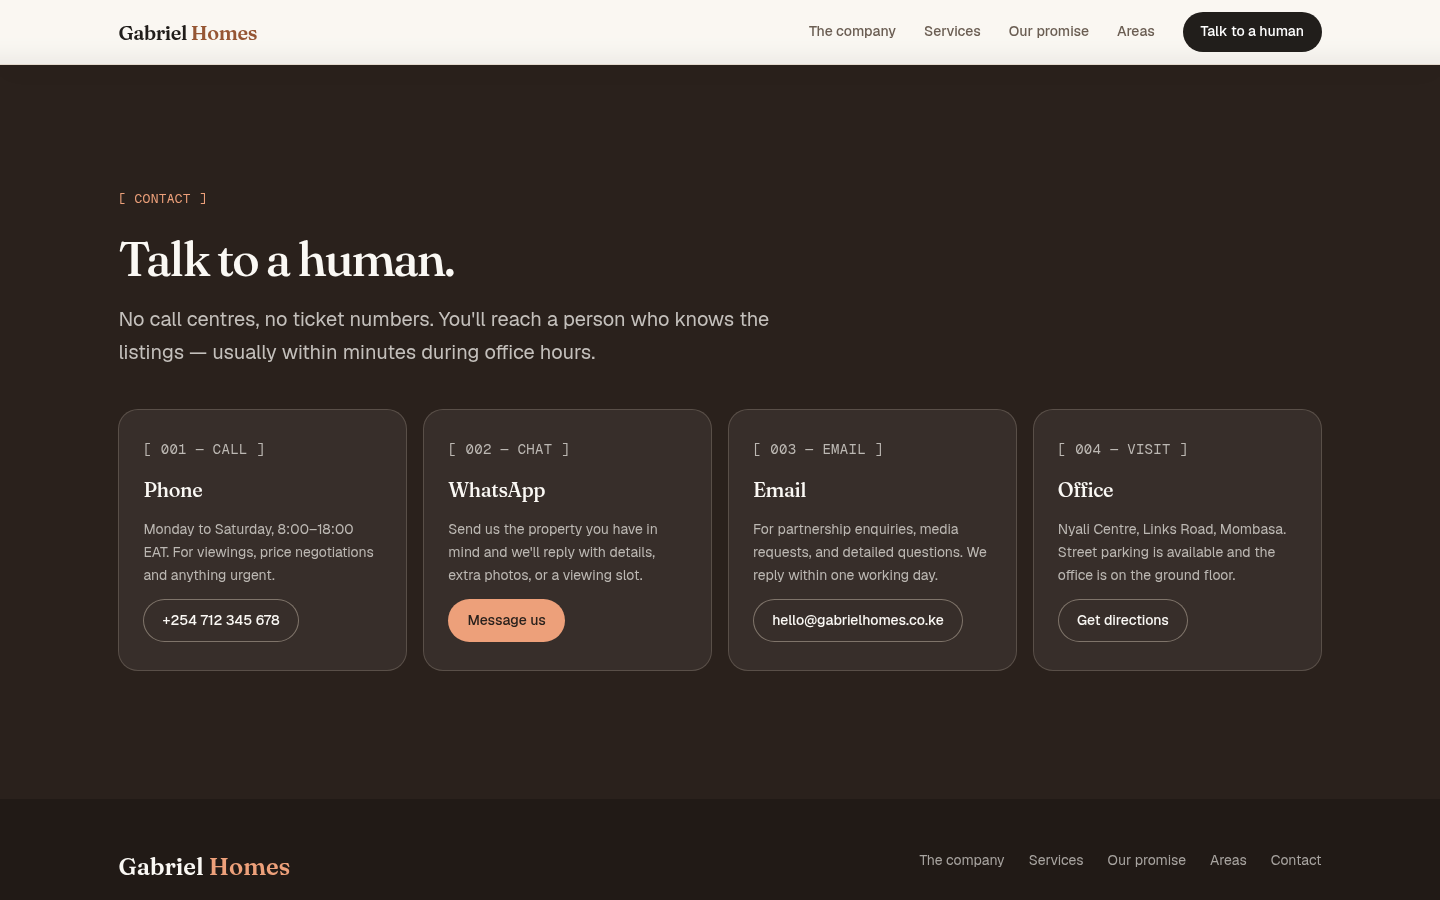 Gabriel Homes
The company
Services
Our promise
Areas
Talk to a human
[ CONTACT ]
Talk to a human.
No call centres, no ticket numbers. You'll reach a person who knows the
listings — usually within minutes during office hours.
[ 001 — CALL ]
Phone
Monday to Saturday, 8:00–18:00
EAT. For viewings, price negotiations
and anything urgent.
+254 712 345 678
[ 002 — CHAT ]
WhatsApp
Send us the property you have in
mind and we'll reply with details,
extra photos, or a viewing slot.
Message us
[ 003 — EMAIL ]
Email
For partnership enquiries, media
requests, and detailed questions. We
reply within one working day.
hello@gabrielhomes.co.ke
[ 004 — VISIT ]
Office
Nyali Centre, Links Road, Mombasa.
Street parking is available and the
office is on the ground floor.
Get directions
Gabriel Homes
The company
Services
Our promise
Areas
Contact